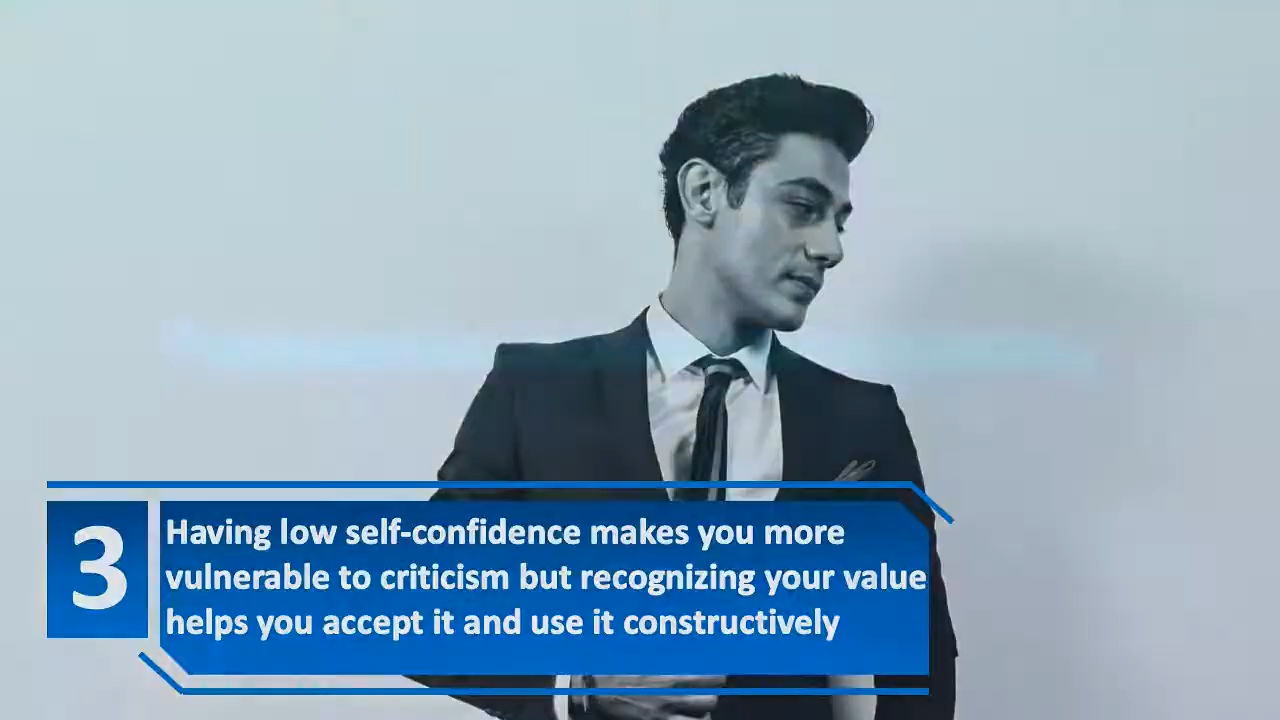 3
Having low self-confidence makes you more
vulnerable to criticism but recognizing your value
helps you accept it and use it constructively